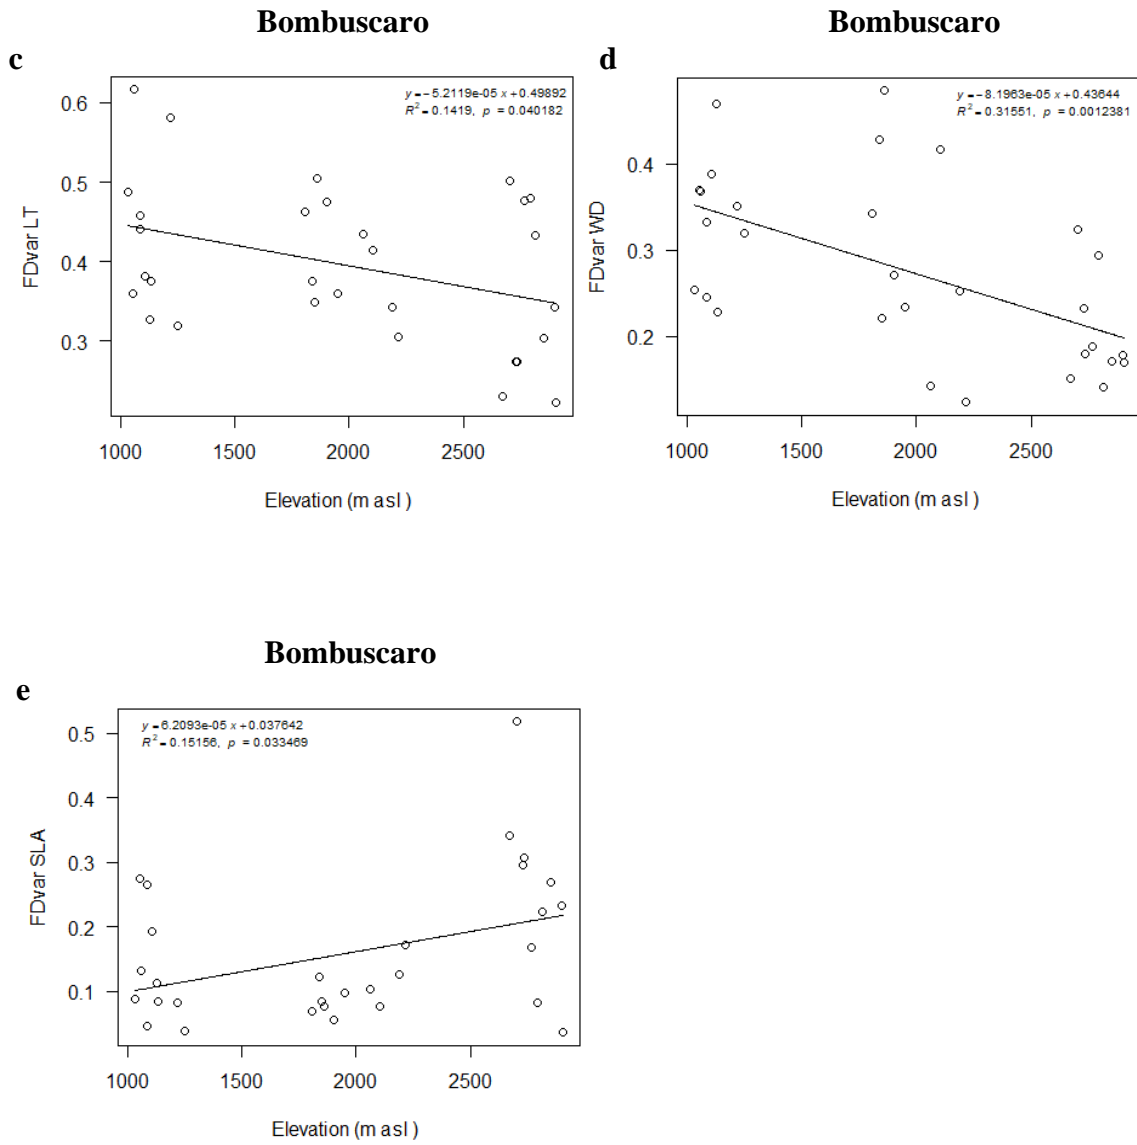 Bombuscaro
c
y = − 5.2119e-05 x + 0.49892
R² = 0.1419, p = 0.040182
0.6
0.5
0.4
0.3
FDvar LT
1000 1500 2000 2500
Elevation (m asl )
Bombuscaro
d
y = − 8.1963e-05 x + 0.43644
R² = 0.31551, p = 0.0012381
0.4
0.3
0.2
FDvar WD
1000 1500 2000 2500
Elevation (m asl )
Bombuscaro
e
y = 6.2093e-05 x + 0.037642
R² = 0.15156, p = 0.033469
0.5
0.4
0.3
0.2
0.1
FDvar SLA
1000 1500 2000 2500
Elevation (m asl )